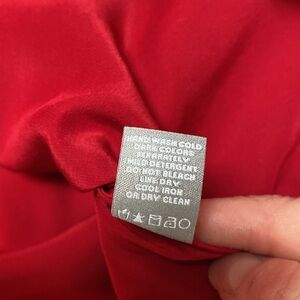 HAND WASH COLD
DARK COLORS
SEPARATELY
MILD DETERGENT
DO NOT BLEACH
LINE DRY
COOL IRON
OR DRY CLEAN